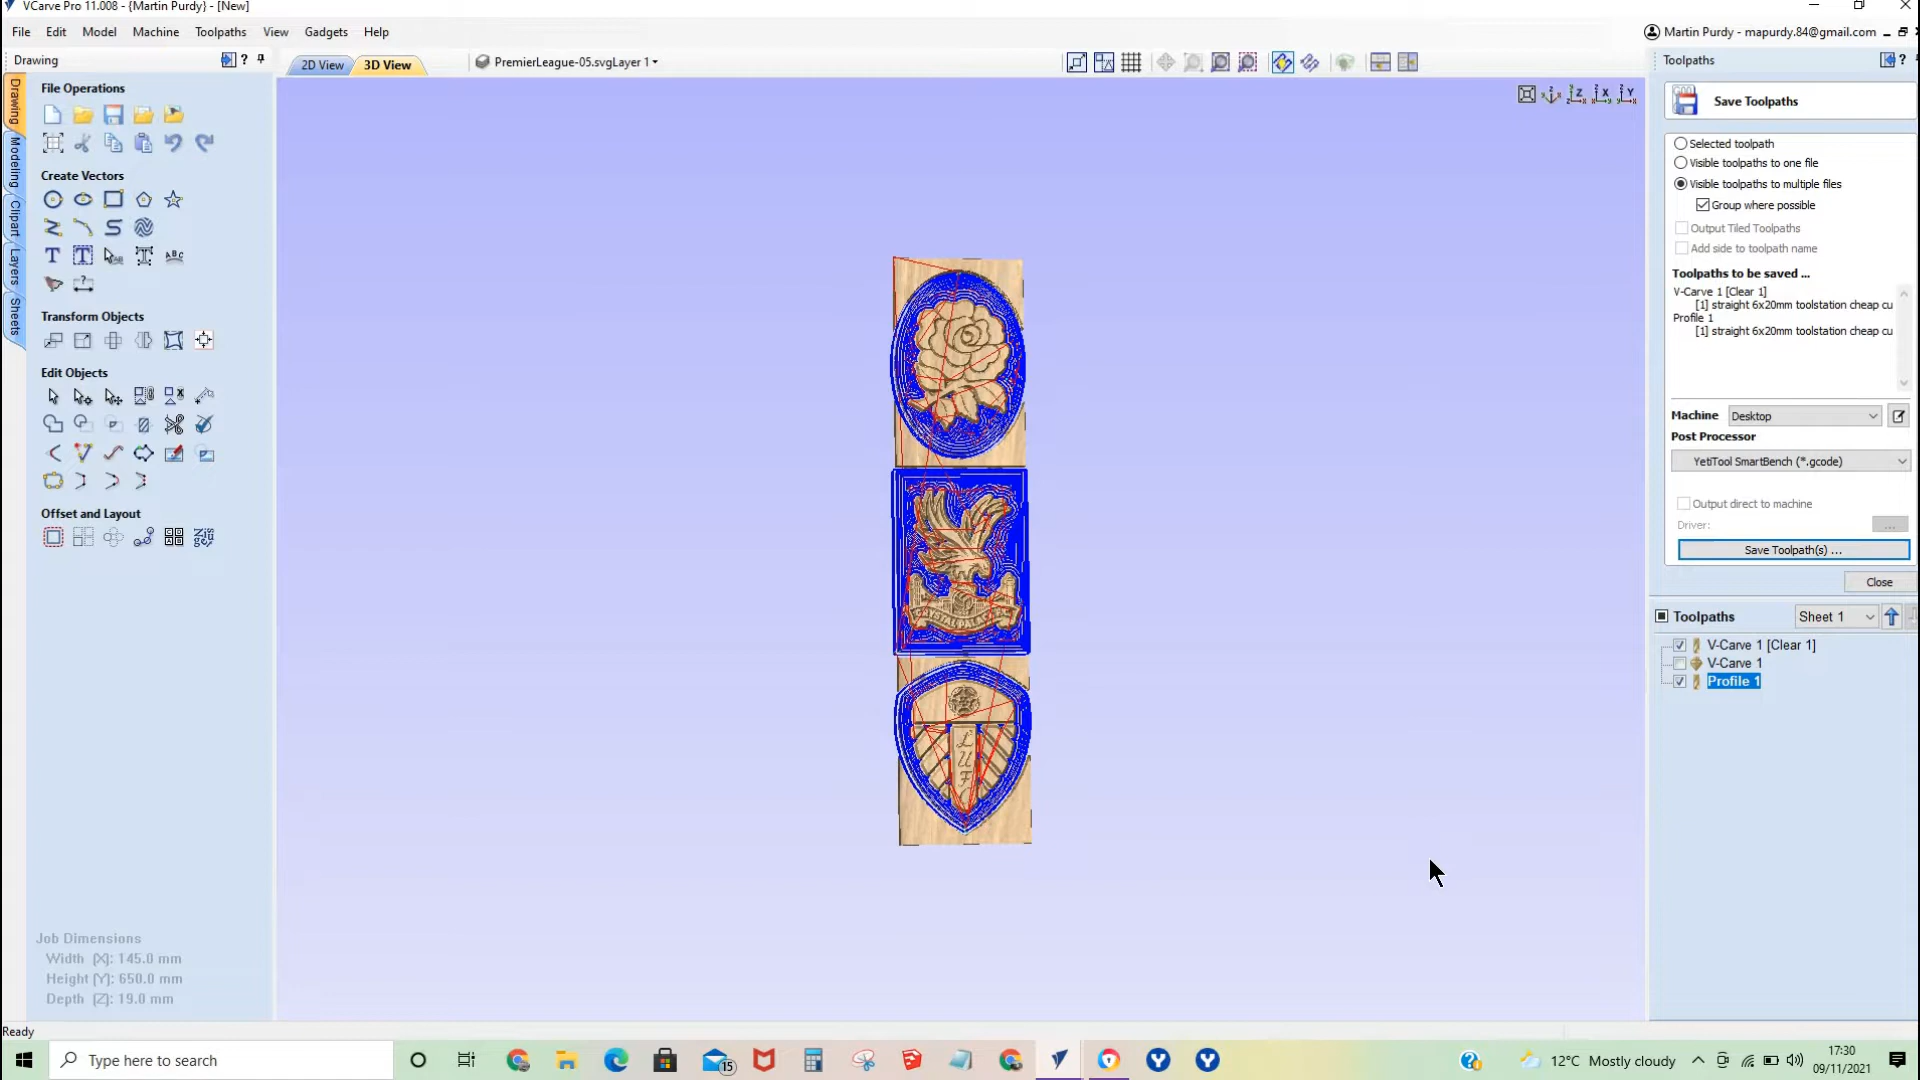 VCarve Pro 11.008 - {Martin Purdy} - [New]
File Edit Model Machine Toolpaths View Gadgets Help
Martin Purdy - mapurdy.84@gmail.com
Drawing
2D View
3D View
PremierLeague-05.svgLayer 1
Toolpaths
Drawing
Modeling
Clipart
Layers
Sheets
File Operations
Create Vectors
Transform Objects
Edit Objects
Offset and Layout
Job Dimensions
Width (X): 145.0 mm
Height (Y): 650.0 mm
Depth (Z): 19.0 mm
Ready
CRYSTAL PALACE
L
U
F
Save Toolpaths
Selected toolpath
Visible toolpaths to one file
Visible toolpaths to multiple files
Group where possible
Output Tiled Toolpaths
Add side to toolpath name
Toolpaths to be saved ...
V-Carve 1 [Clear 1]
[1] straight 6x20mm toolstation cheap cu
Profile 1
[1] straight 6x20mm toolstation cheap cu
Machine Desktop
Post Processor
YetiTool SmartBench (*.gcode)
Output direct to machine
Driver:
...
Save Toolpath(s) ...
Close
Toolpaths Sheet 1
V-Carve 1 [Clear 1]
V-Carve 1
Profile 1
Type here to search
15
12°C Mostly cloudy
17:30
09/11/2021